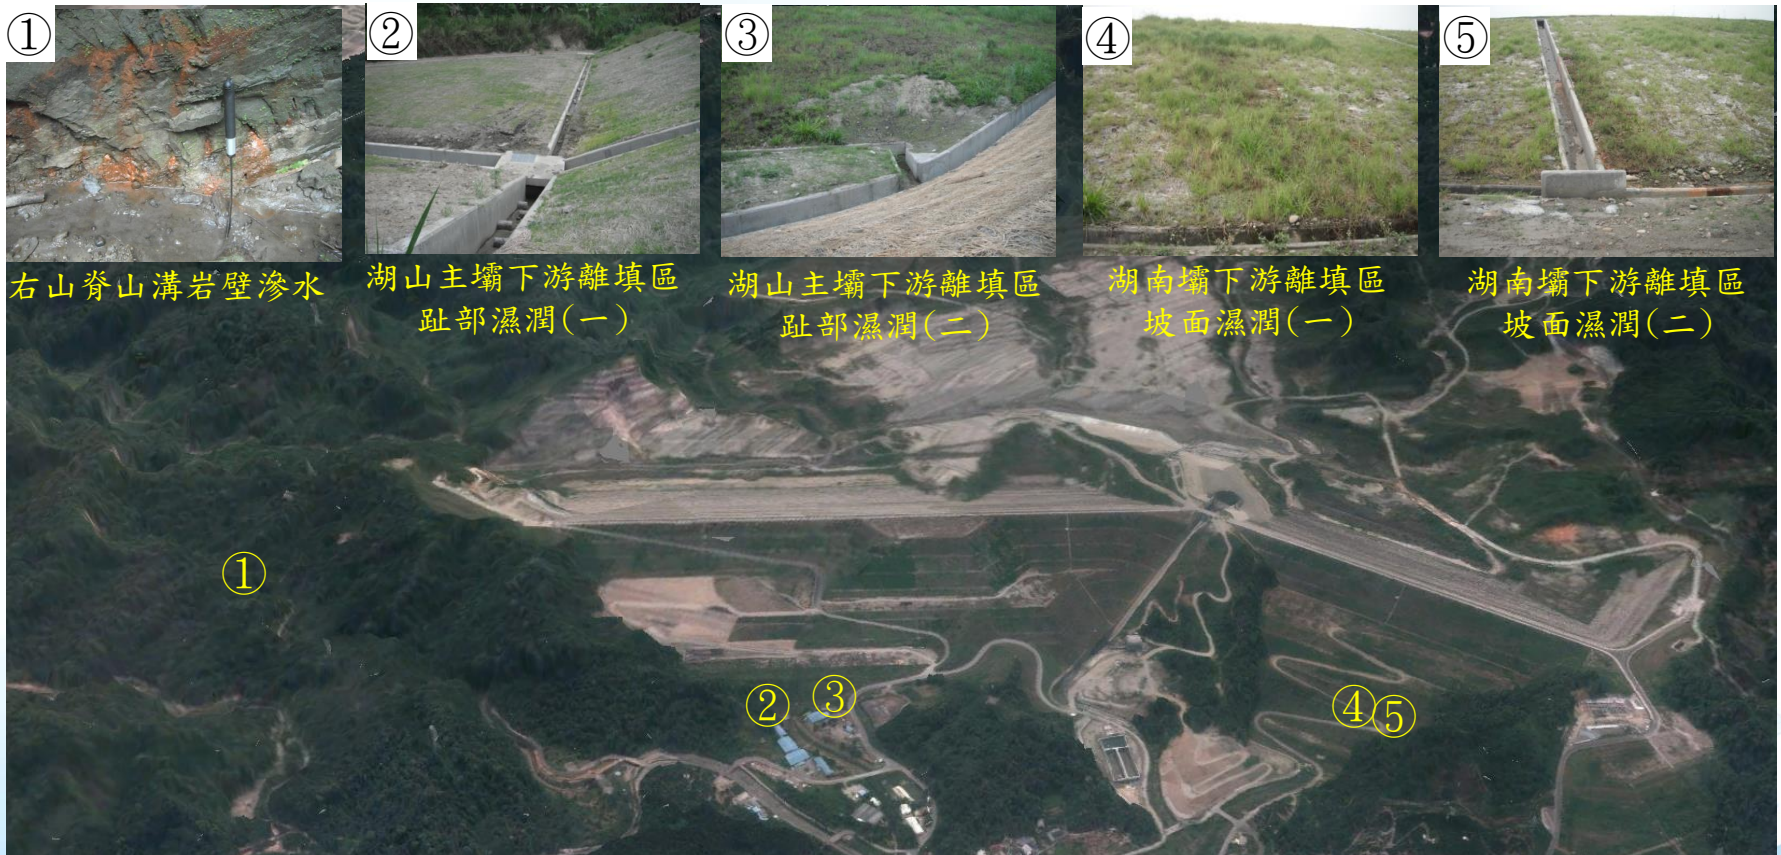 ①
②
③
④
⑤
右山脊山溝岩壁滲水
湖山主壩下游離填區
趾部濕潤(一)
湖山主壩下游離填區
趾部濕潤(二)
湖南壩下游離填區
坡面濕潤(一)
湖南壩下游離填區
坡面濕潤(二)
①
②
③
④
⑤